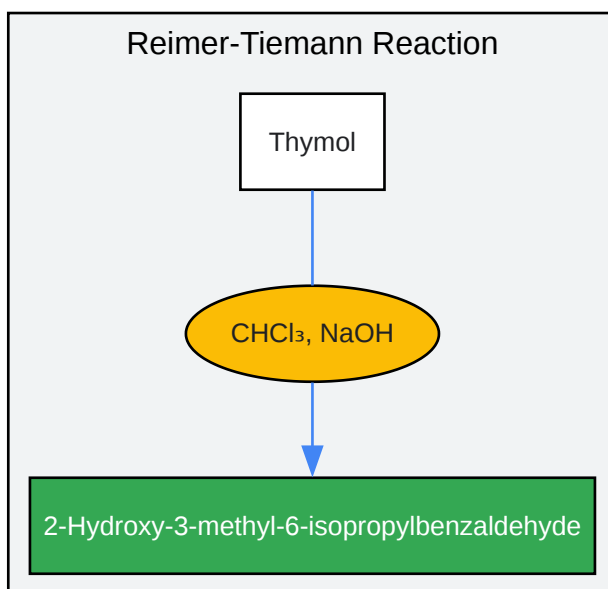 Reimer-Tiemann Reaction
Thymol
CHCl₃, NaOH
2-Hydroxy-3-methyl-6-isopropylbenzaldehyde